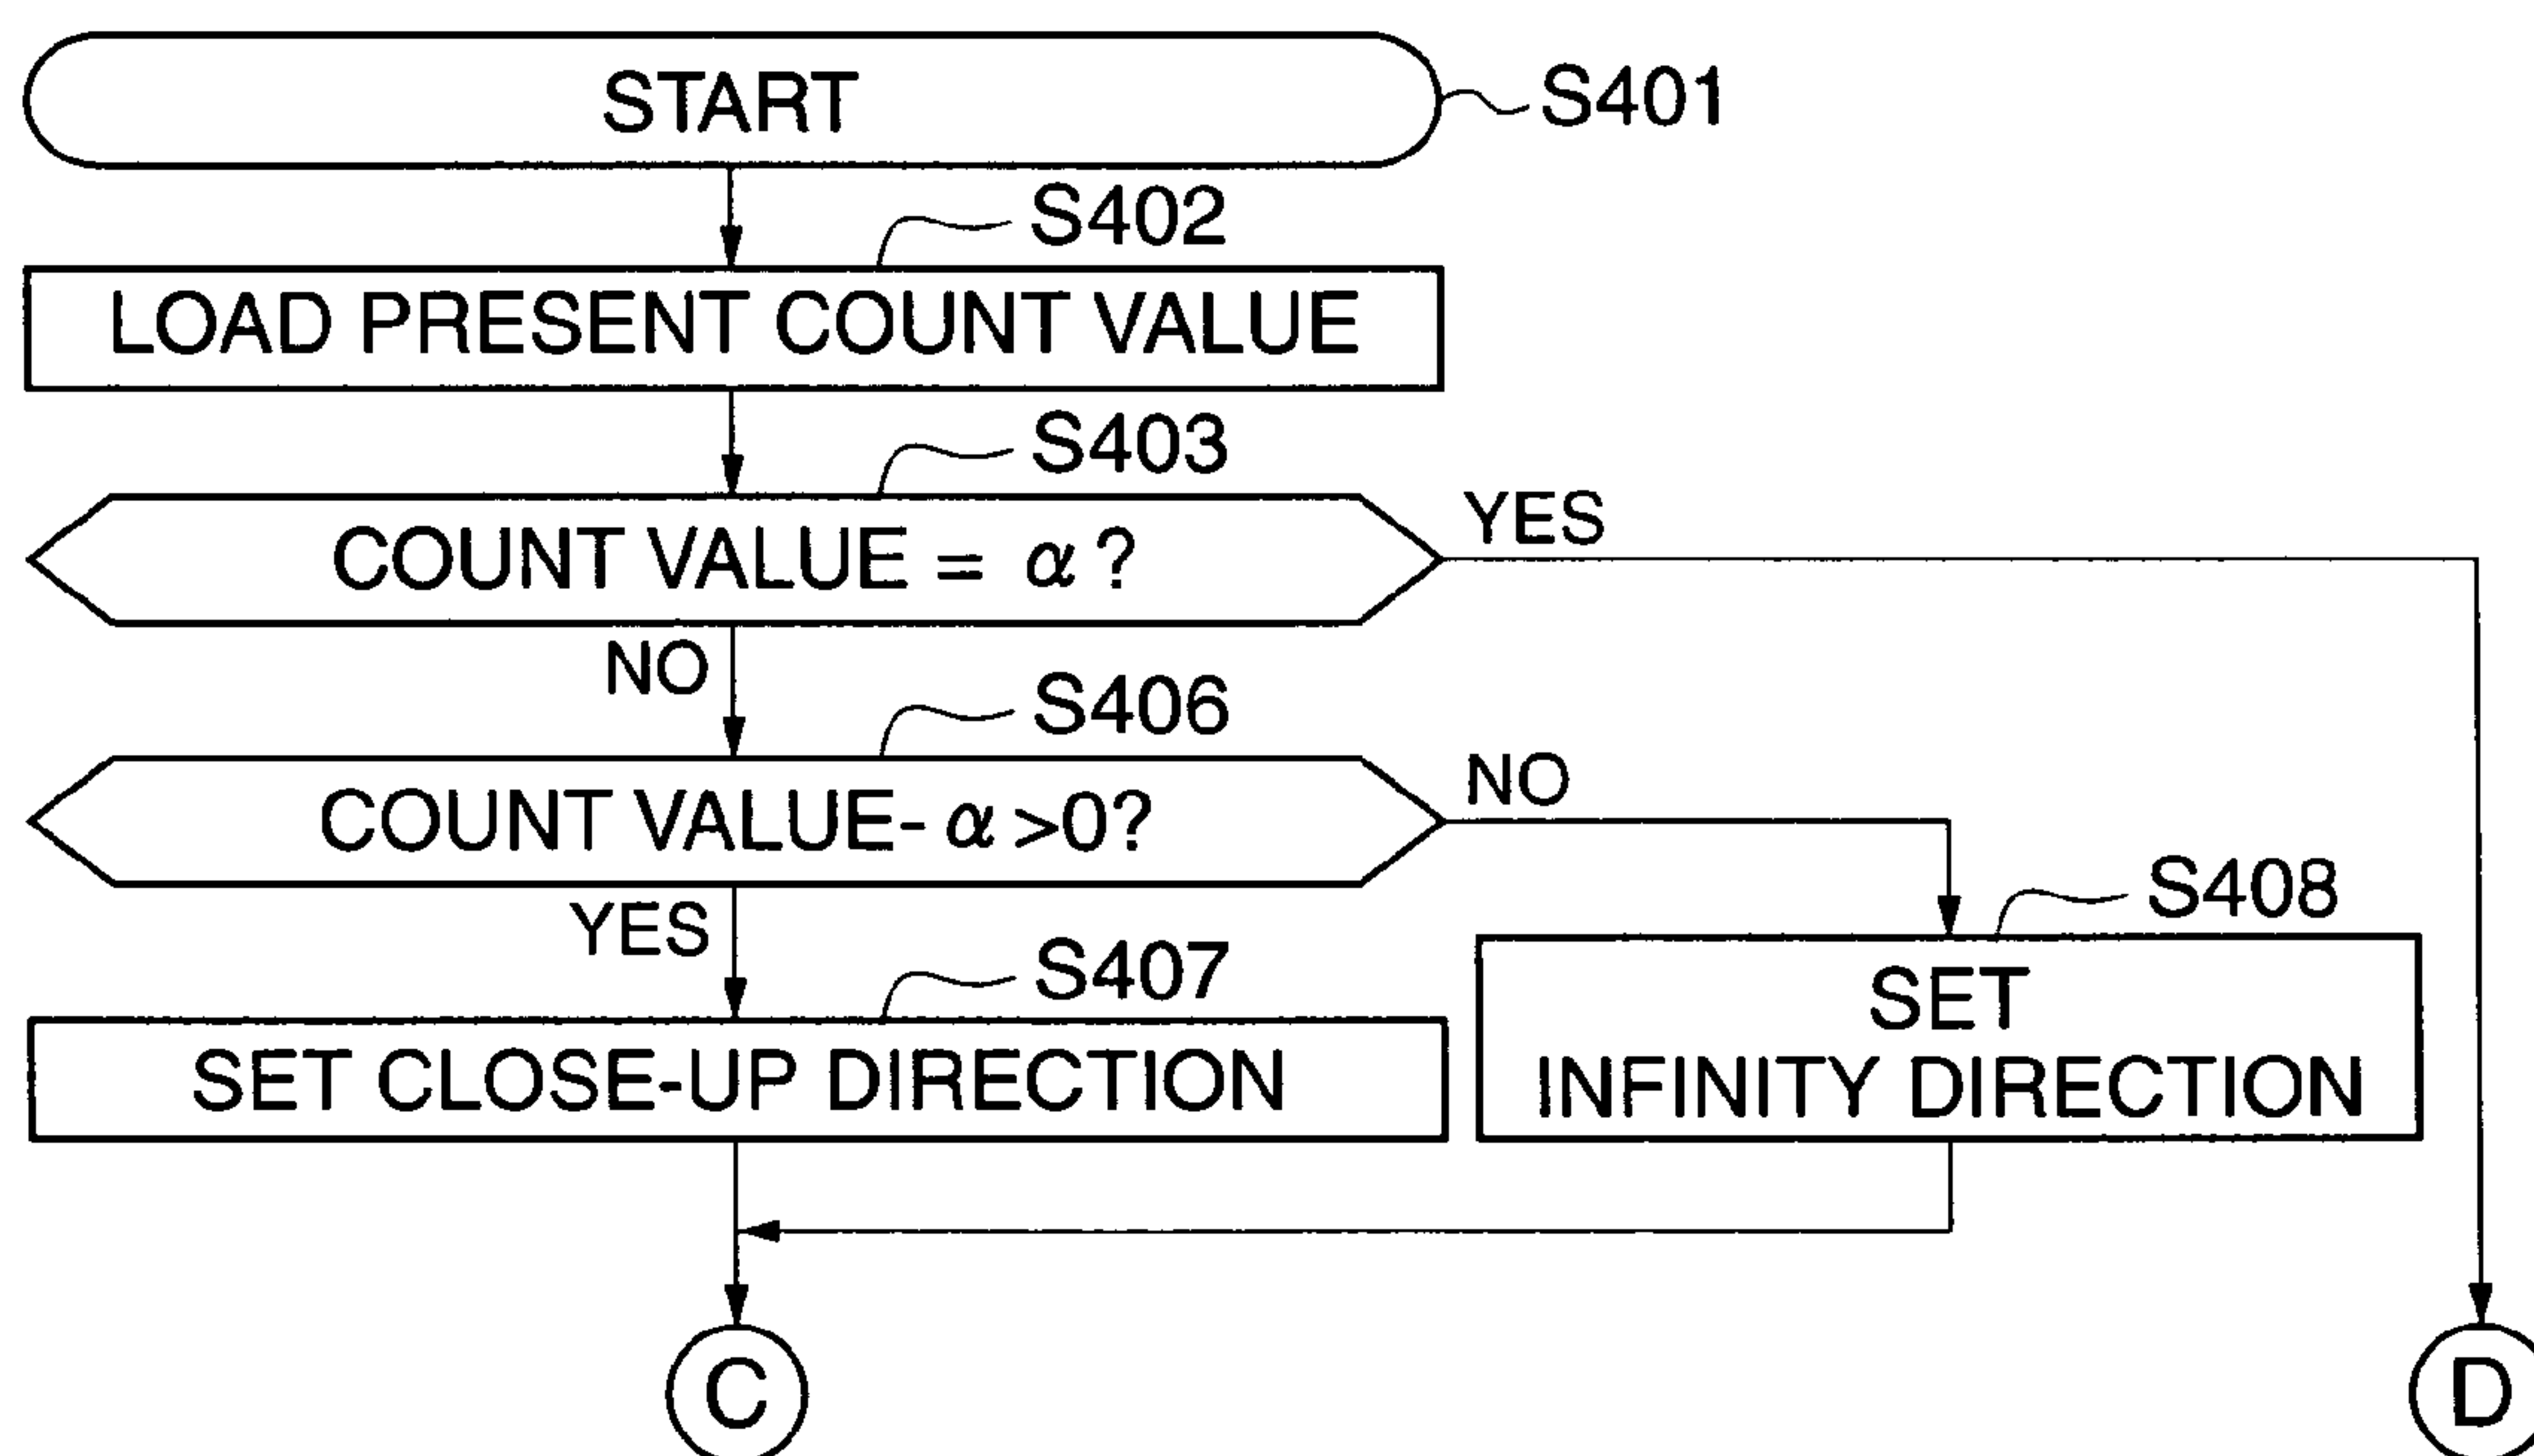 START
S401
S402
LOAD PRESENT COUNT VALUE
S403
COUNT VALUE = α ?
YES
NO
S406
COUNT VALUE- α >0?
NO
YES
S408
S407
SET CLOSE-UP DIRECTION
SET
INFINITY DIRECTION
C
D